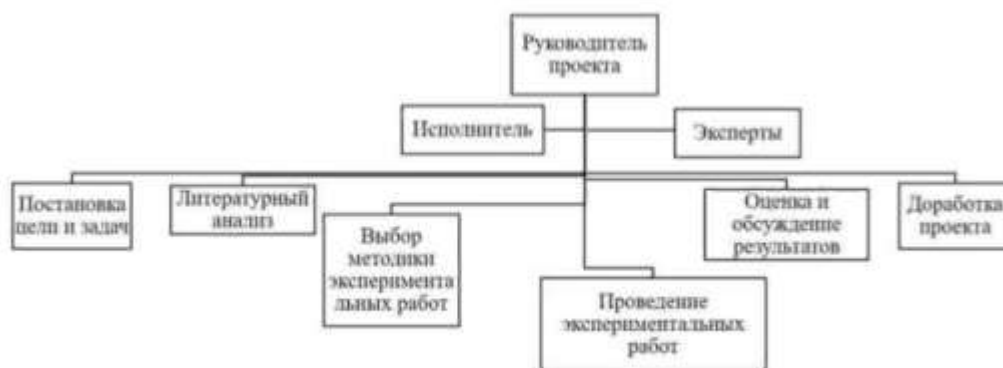 Руководитель
проекта
Исполнитель
Эксперты
Постановка
цели и задач
Литературный
анализ
Выбор
методики
эксперимента
льных работ
Проведение
экспериментальных
работ
Оценка и
обсуждение
результатов
Доработка
проекта